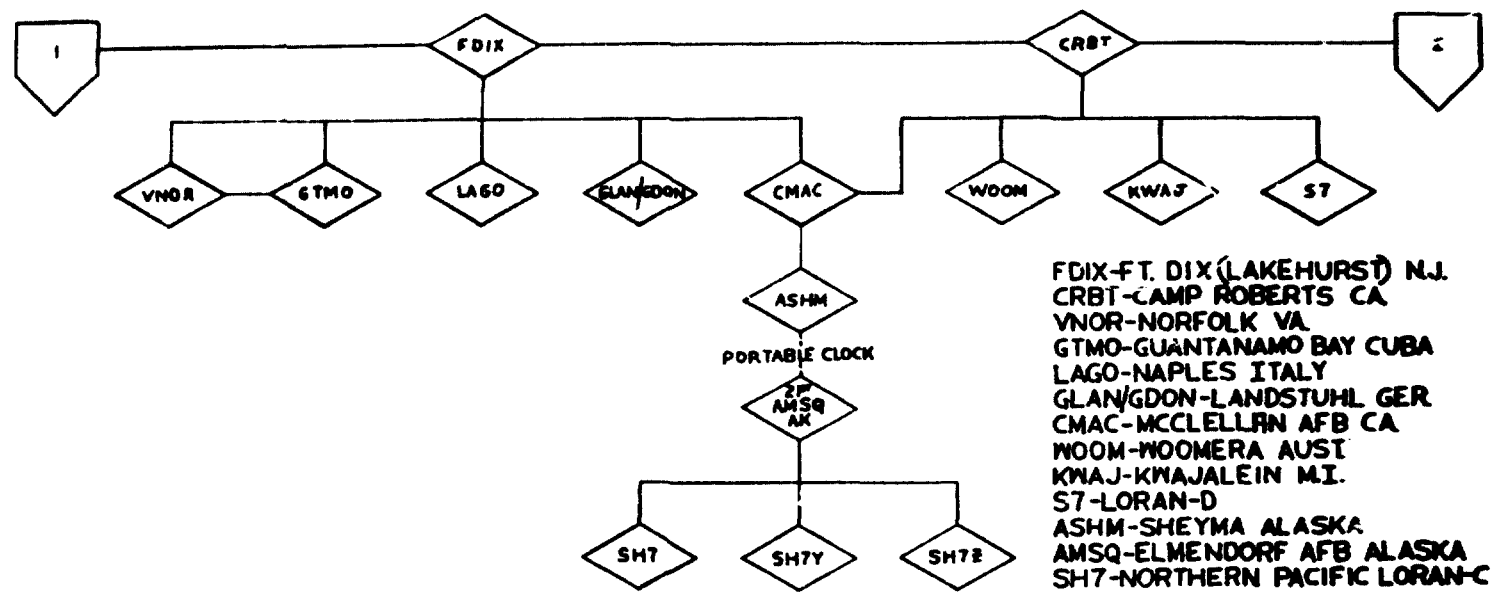 1
FDIX
CRBT
2
VNOR
GTMO
LAGO
GLAN/GDON
CMAC
WOOM
KWAJ
S7
ASHM
PORTABLE CLOCK
AMSQ
AK
SH7
SH7Y
SH7Z
FDIX-FT. DIX (LAKEHURST) N.J.
CRBT-CAMP ROBERTS CA
VNOR-NORFOLK VA
GTMO-GUANTANAMO BAY CUBA
LAGO-NAPLES ITALY
GLAN/GDON-LANDSTUHL GER
CMAC-MCCLELLAN AFB CA
WOOM-WOOMERA AUST
KWAJ-KWAJALEIN M.I.
S7-LORAN-D
ASHM-SHEYMA ALASKA
AMSQ-ELMENDORF AFB ALASKA
SH7-NORTHERN PACIFIC LORAN-C